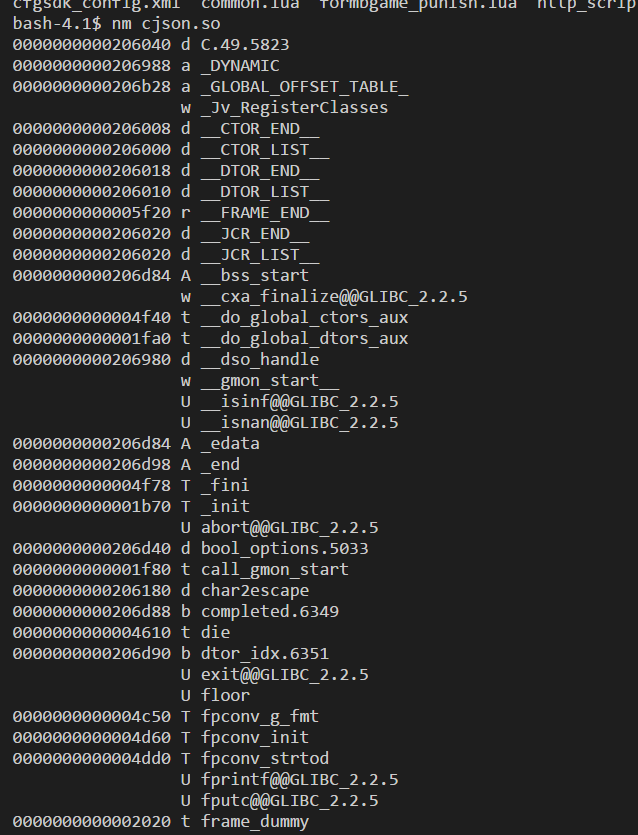 cfgsdk_config.xml  common.lua  formbgame_punish.lua  http_scrip
bash-4.1$ nm cjson.so
0000000000206040 d C.49.5823
0000000000206988 a _DYNAMIC
0000000000206b28 a _GLOBAL_OFFSET_TABLE_
                 w _Jv_RegisterClasses
0000000000206008 d __CTOR_END__
0000000000206000 d __CTOR_LIST__
0000000000206018 d __DTOR_END__
0000000000206010 d __DTOR_LIST__
0000000000005f20 r __FRAME_END__
0000000000206020 d __JCR_END__
0000000000206020 d __JCR_LIST__
0000000000206d84 A __bss_start
                 w __cxa_finalize@@GLIBC_2.2.5
0000000000004f40 t __do_global_ctors_aux
0000000000001fa0 t __do_global_dtors_aux
0000000000206980 d __dso_handle
                 w __gmon_start__
                 U __isinf@@GLIBC_2.2.5
                 U __isnan@@GLIBC_2.2.5
0000000000206d84 A _edata
0000000000206d98 A _end
0000000000004f78 T _fini
0000000000001b70 T _init
                 U abort@@GLIBC_2.2.5
0000000000206d40 d bool_options.5033
0000000000001f80 t call_gmon_start
0000000000206180 d char2escape
0000000000206d88 b completed.6349
0000000000004610 t die
0000000000206d90 b dtor_idx.6351
                 U exit@@GLIBC_2.2.5
                 U floor
0000000000004c50 T fpconv_g_fmt
0000000000004d60 T fpconv_init
0000000000004dd0 T fpconv_strtod
                 U fprintf@@GLIBC_2.2.5
                 U fputc@@GLIBC_2.2.5
0000000000002020 t frame_dummy